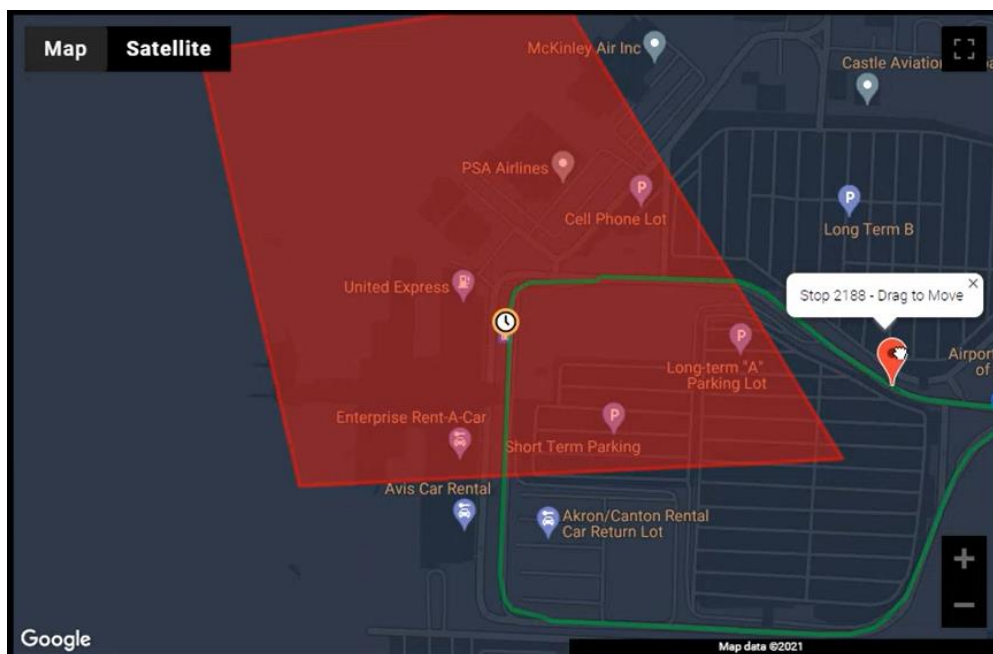 Map
Satellite
McKinley Air Inc
Castle Aviation
PSA Airlines
P
Cell Phone Lot
P
Long Term B
United Express
Stop 2188 - Drag to Move
P
Long-term "A"
Parking Lot
Airpor
of
Enterprise Rent-A-Car
P
Short Term Parking
Avis Car Rental
Akron/Canton Rental
Car Return Lot
Google
Map data ©2021